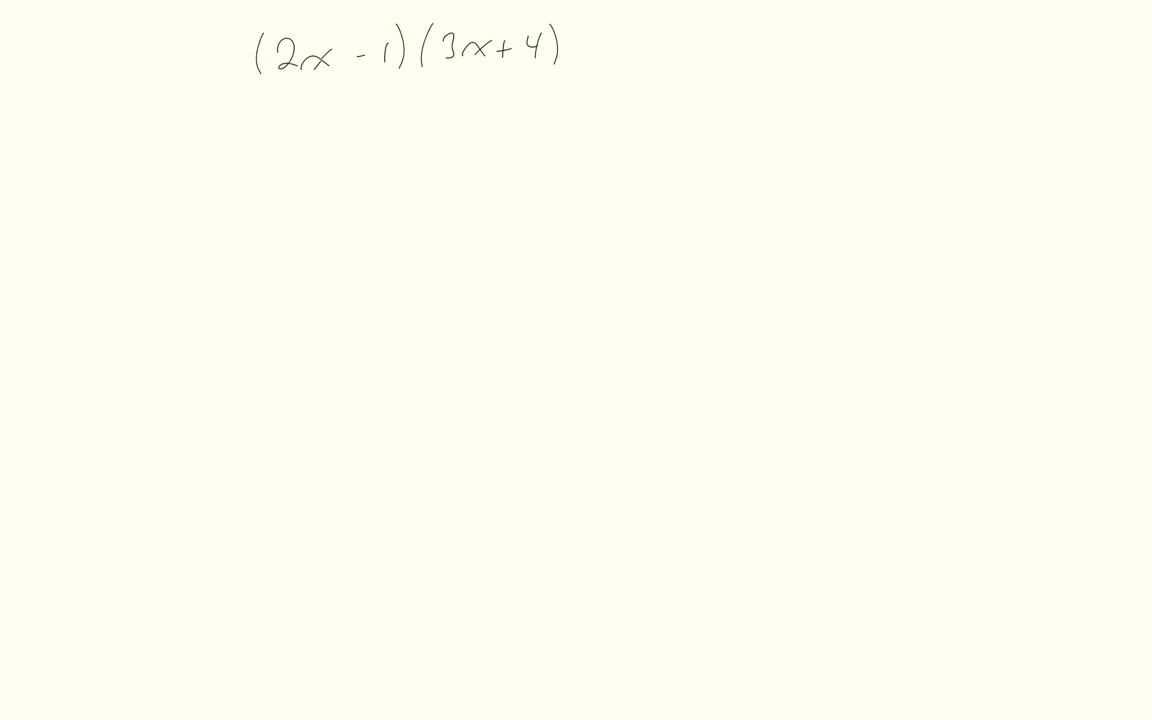 (2x - 1)(3x + 4)